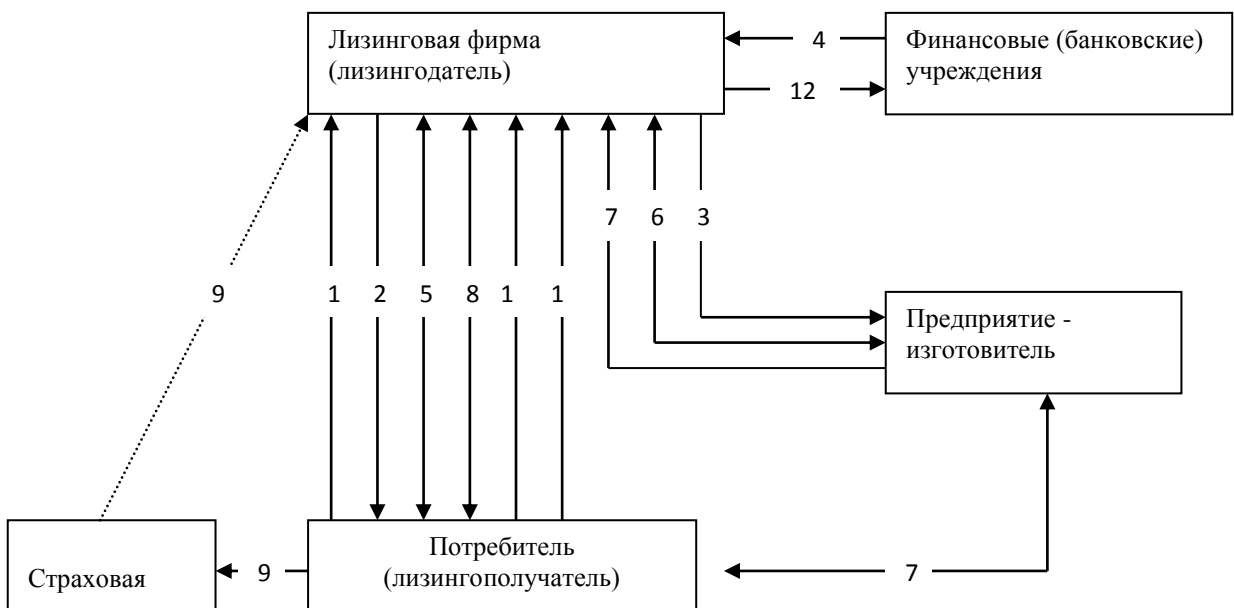 Лизинговая фирма
(лизингодатель)
4
Финансовые (банковские)
учреждения
12
7
6
3
9
1
2
5
8
1
1
Предприятие -
изготовитель
Страховая
9
Потребитель
(лизингополучатель)
7